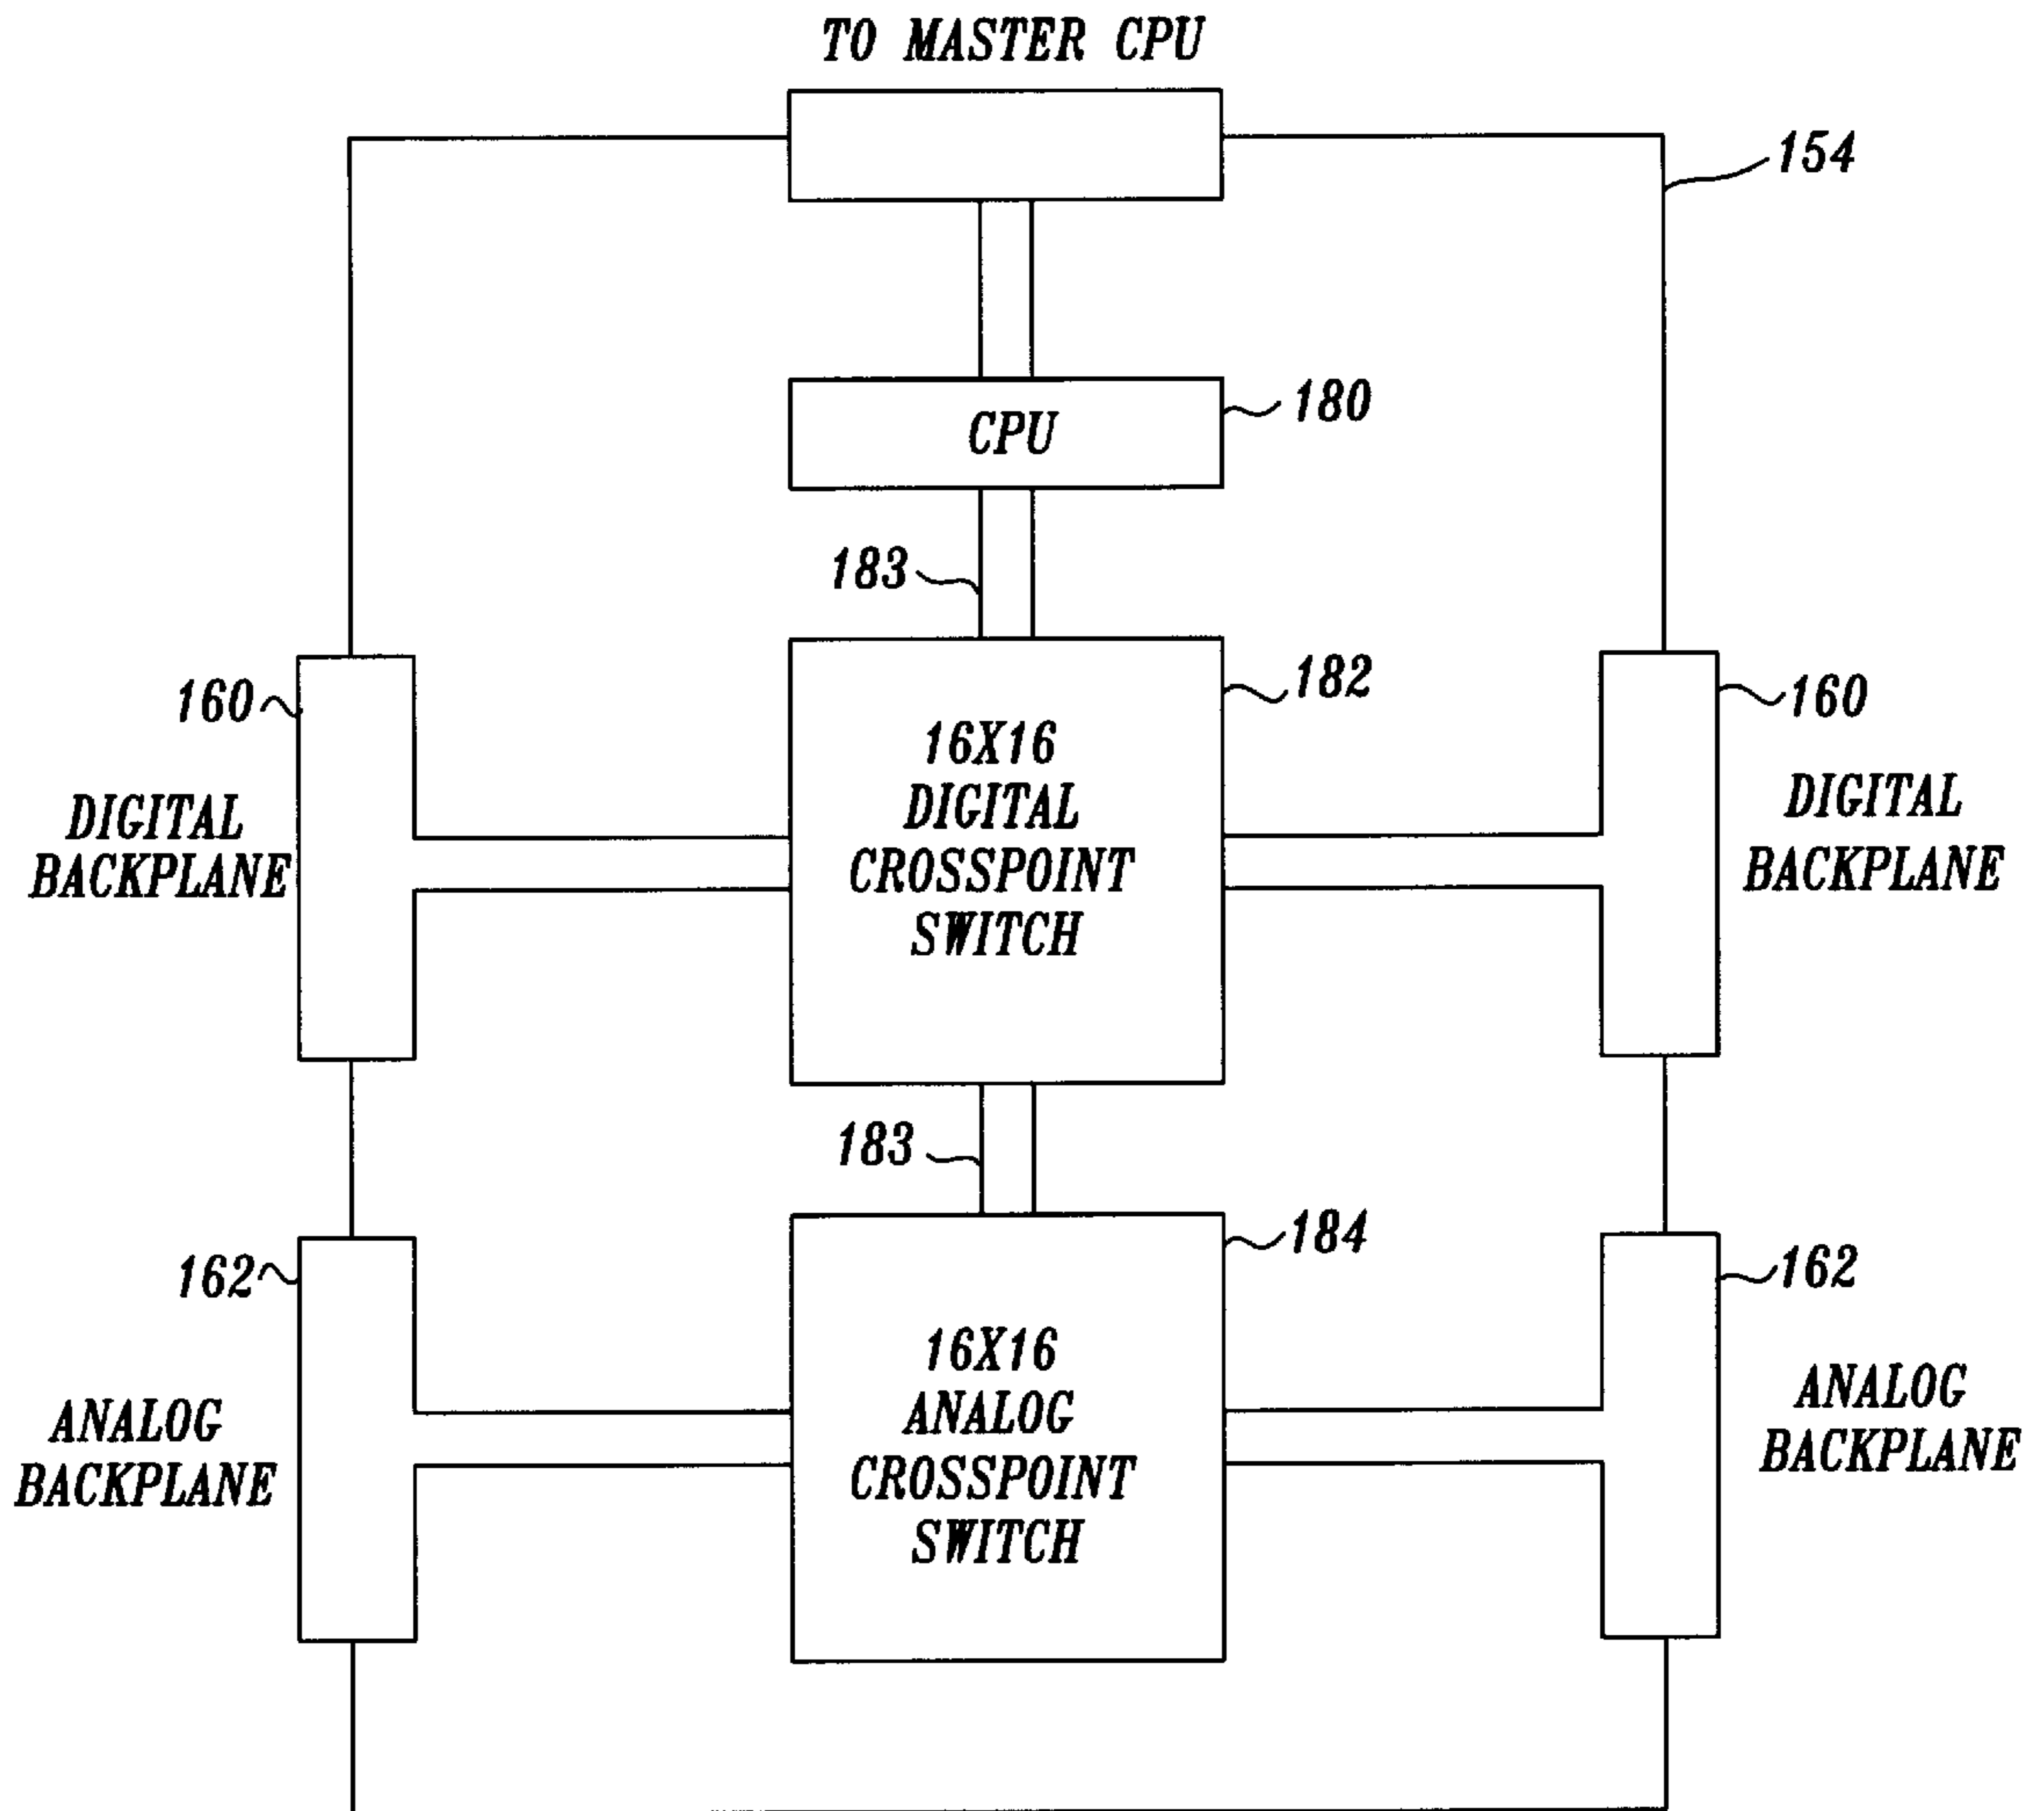 TO MASTER CPU
154
CPU
180
183
160
DIGITAL
BACKPLANE
16X16
DIGITAL
CROSSPOINT
SWITCH
182
160
DIGITAL
BACKPLANE
183
162
ANALOG
BACKPLANE
16X16
ANALOG
CROSSPOINT
SWITCH
184
162
ANALOG
BACKPLANE